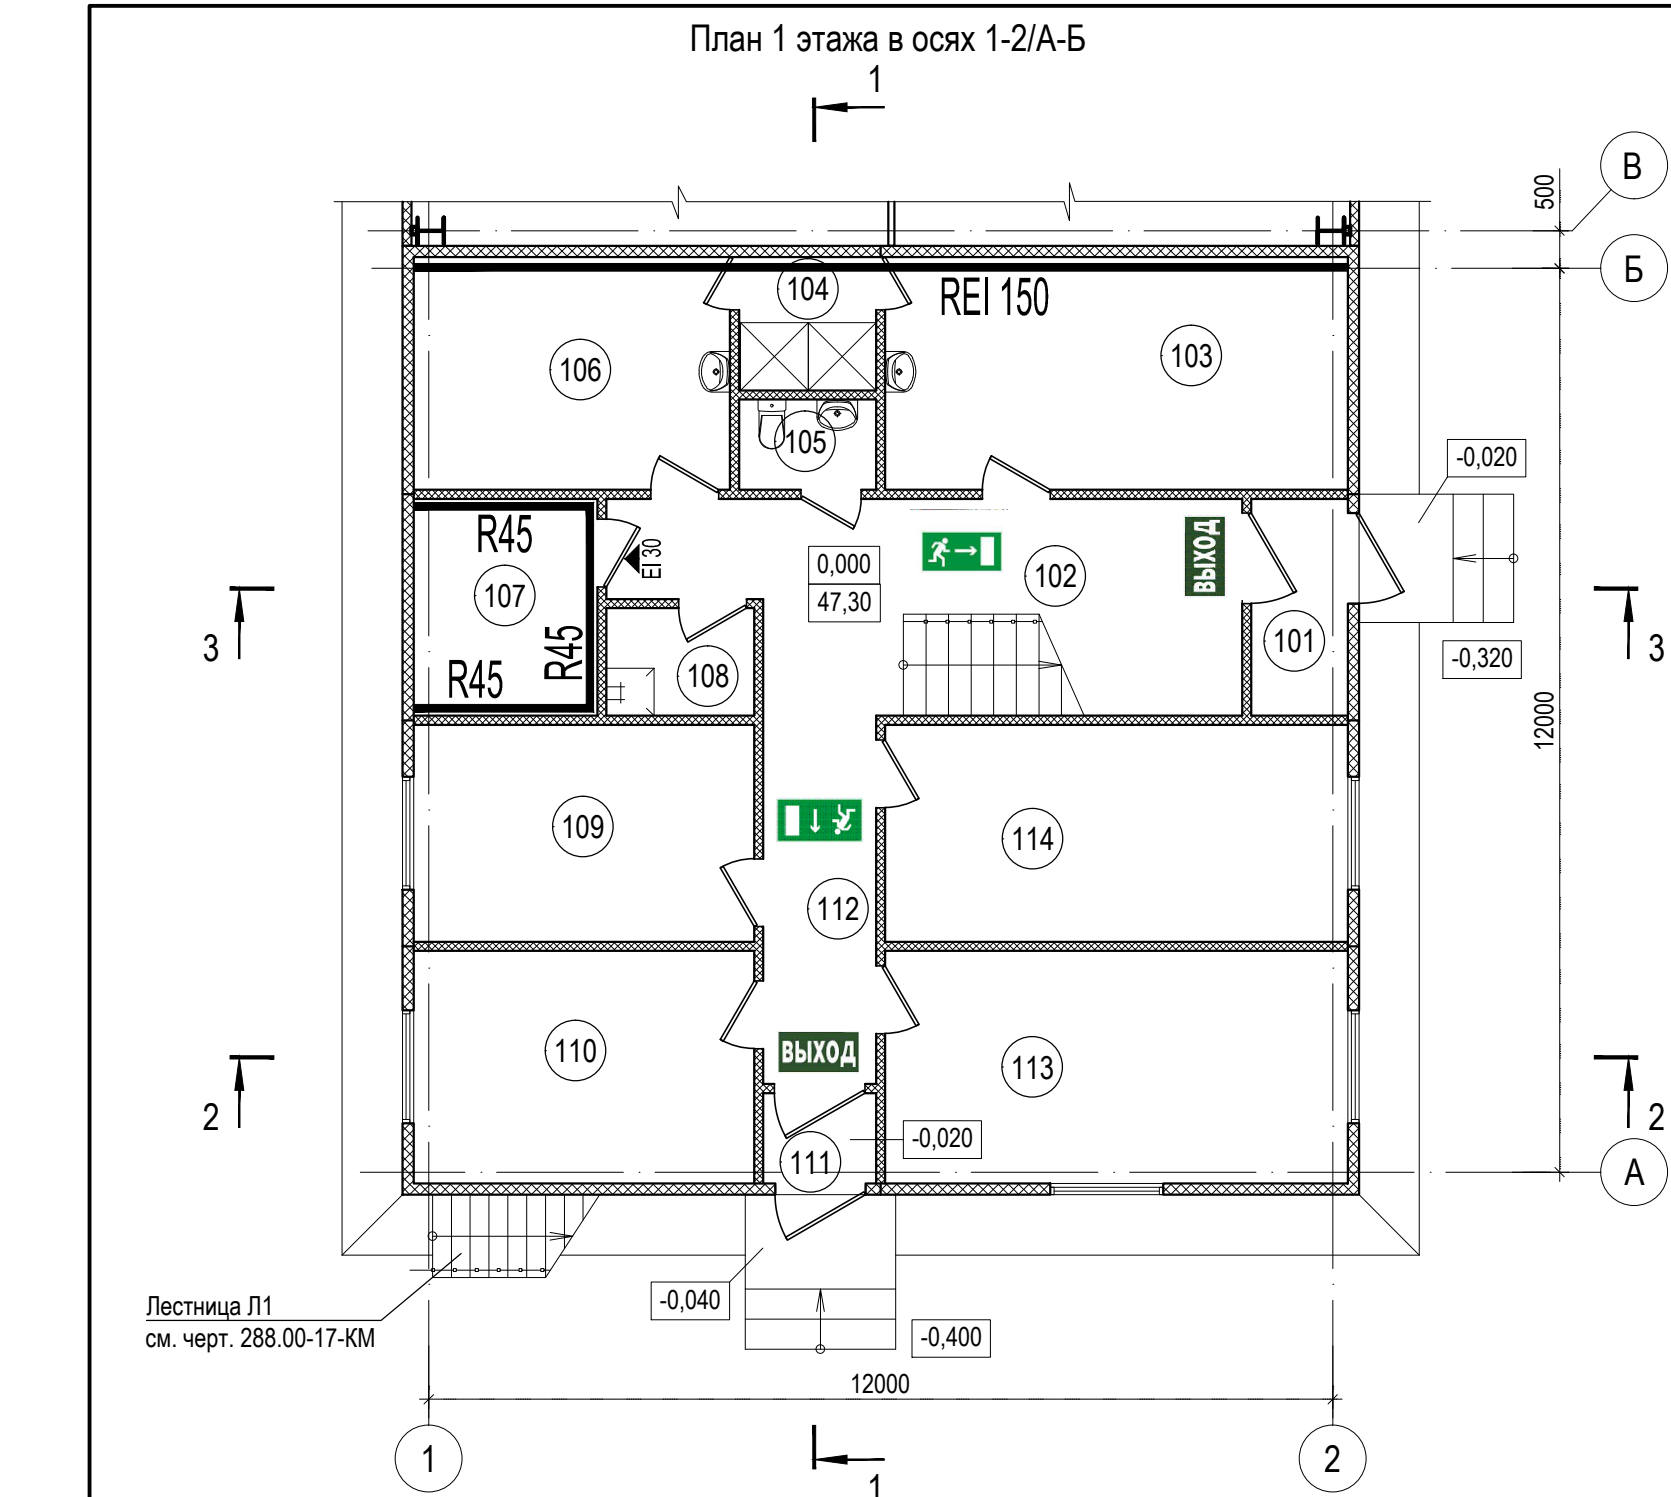 План 1 этажа в осях 1-2/А-Б
1
В
500
Б
104
REI 150
106
103
105
-0,020
R45
EI 30
107
R45
R45
0,000
47,30
102
ВЫХОД
101
108
-0,320
3
3
12000
109
114
112
110
ВЫХОД
113
2
2
-0,020
111
А
Лестница Л1
см. черт. 288.00-17-КМ
-0,040
-0,400
12000
1
2
1